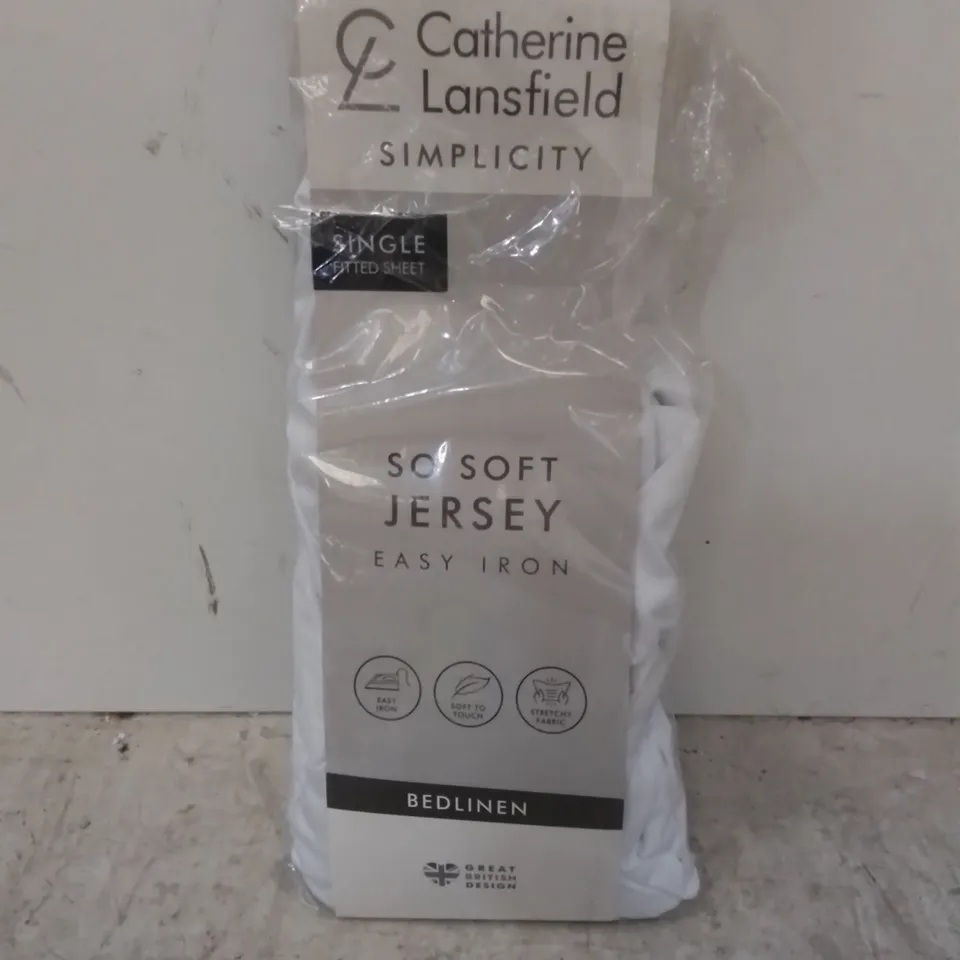 Catherine
Lansfield
SIMPLICITY
SINGLE
FITTED SHEET
SO SOFT
JERSEY
EASY IRON
EASY
IRON
SOFT TO
TOUCH
STRETCHY
FABRIC
BEDLINEN
GREAT
BRITISH
DESIGN